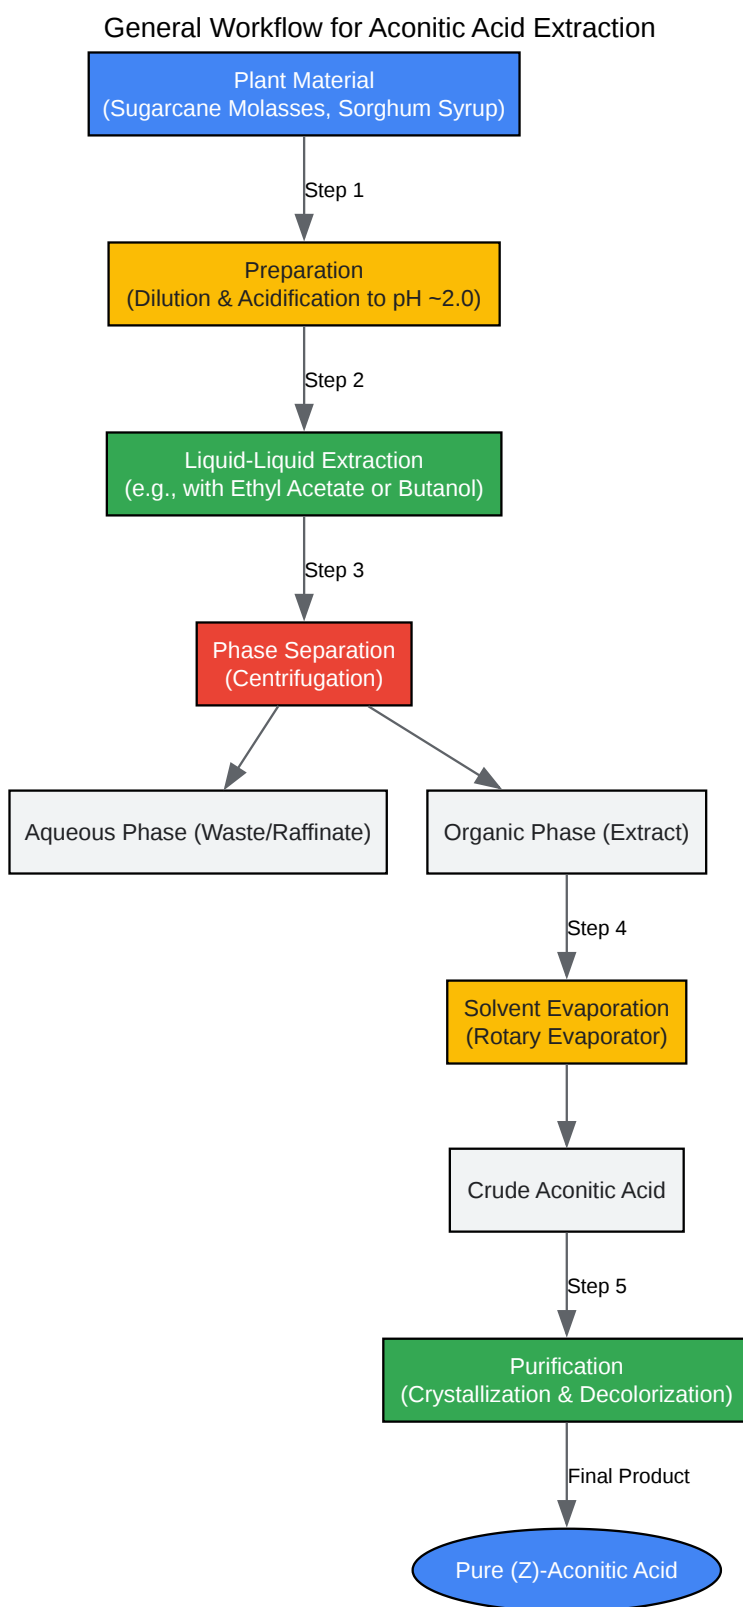 General Workflow for Aconitic Acid Extraction
Plant Material
(Sugarcane Molasses, Sorghum Syrup)
Step 1
Preparation
(Dilution & Acidification to pH ~2.0)
Step 2
Liquid-Liquid Extraction
(e.g., with Ethyl Acetate or Butanol)
Step 3
Phase Separation
(Centrifugation)
Aqueous Phase (Waste/Raffinate)
Organic Phase (Extract)
Step 4
Solvent Evaporation
(Rotary Evaporator)
Crude Aconitic Acid
Step 5
Purification
(Crystallization & Decolorization)
Final Product
Pure (Z)-Aconitic Acid